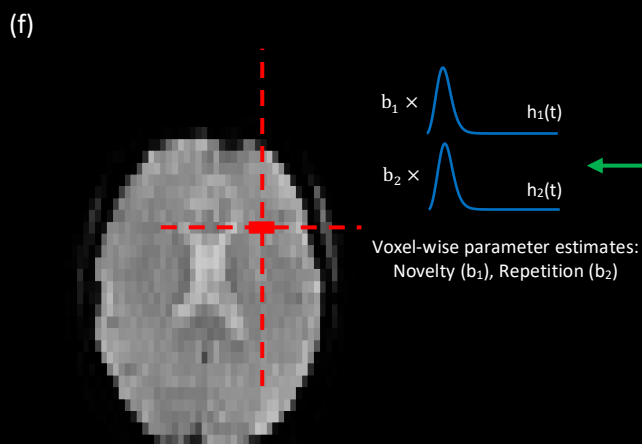 (f)
b₁ ×
h₁(t)
b₂ ×
h₂(t)
Voxel-wise parameter estimates:
Novelty (b₁), Repetition (b₂)